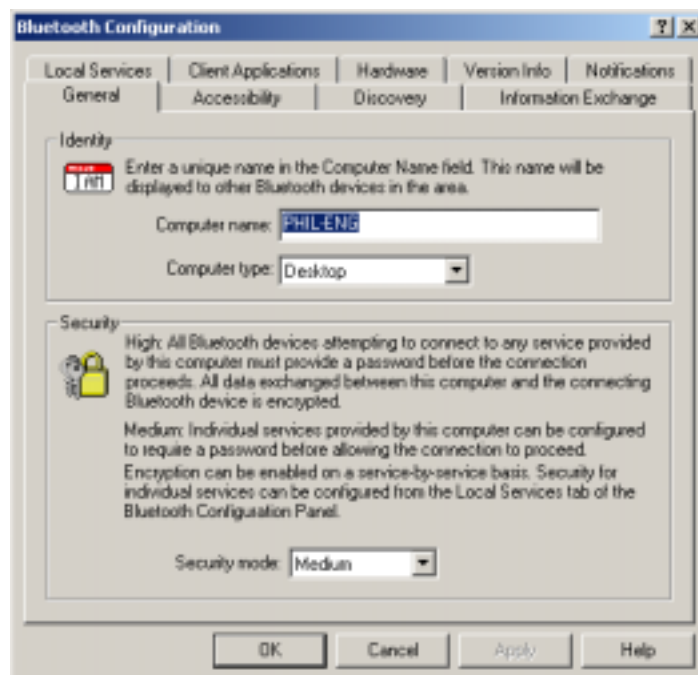 Bluetooth Configuration
Local Services Client Applications Hardware Version Info Notifications
General Accessibility Discovery Information Exchange
Identity
I AM
Enter a unique name in the Computer Name field. This name will be
displayed to other Bluetooth devices in the area.
Computer name: PHIL-ENG
Computer type: Desktop
Security
High: All Bluetooth devices attempting to connect to any service provided
by this computer must provide a password before the connection
proceeds. All data exchanged between this computer and the connecting
Bluetooth device is encrypted.
Medium: Individual services provided by this computer can be configured
to require a password before allowing the connection to proceed.
Encryption can be enabled on a service-by-service basis. Security for
individual services can be configured from the Local Services tab of the
Bluetooth Configuration Panel.
Security mode: Medium
OK Cancel Apply Help